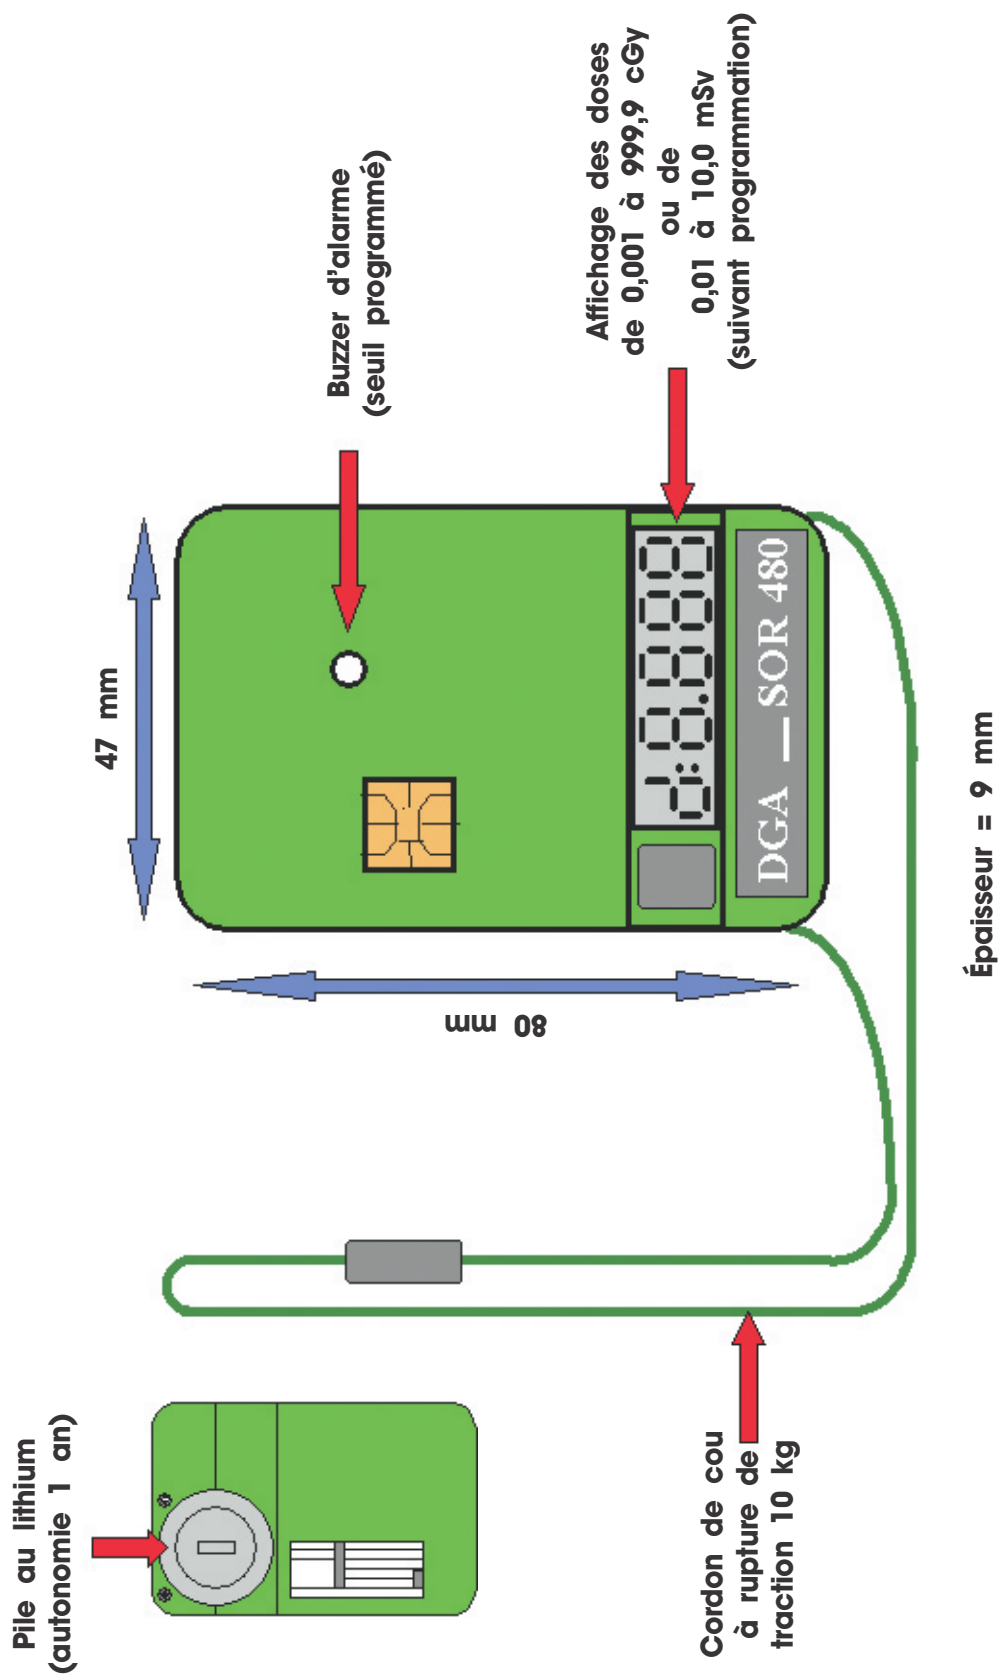 Pile au lithium
(autonomie 1 an)
47 mm
Buzzer d'alarme
(seuil programmé)
80 mm
Affichage des doses
de 0,001 à 999,9 cGy
ou de
0,01 à 10,0 mSv
(suivant programmation)
DGA _ SOR 480
Cordon de cou
à rupture de
traction 10 kg
Épaisseur = 9 mm